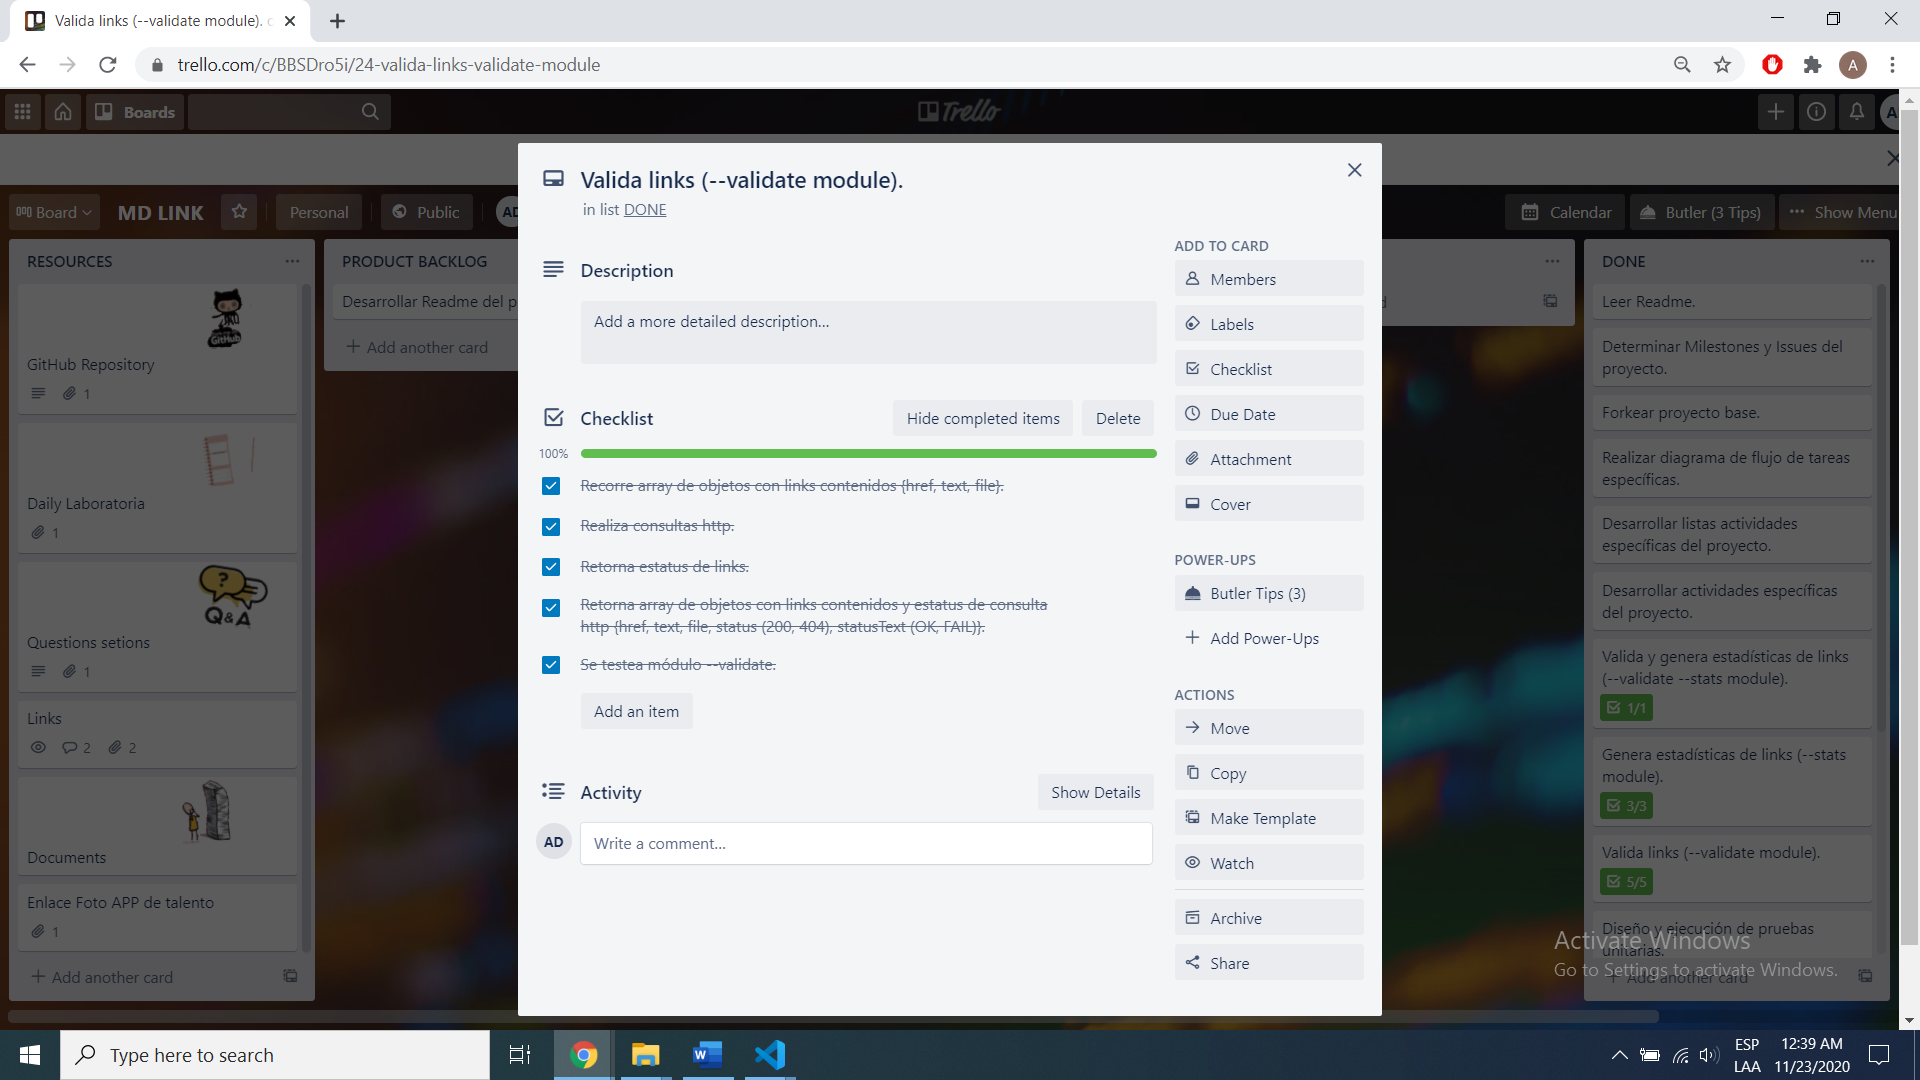 Valida links (--validate module).
trello.com/c/BBSDro5i/24-valida-links-validate-module
A
Boards
Trello
Board
MD LINK
Personal
Public
AD
Calendar
Butler (3 Tips)
Show Menu
RESOURCES
GitHub
GitHub Repository
1
Daily Laboratoria
1
?
Q&A
Questions setions
1
Links
2
2
Documents
Enlace Foto APP de talento
1
Add another card
PRODUCT BACKLOG
Desarrollar Readme del p
Add another card
Valida links (--validate module).
in list DONE
Description
Add a more detailed description...
Checklist
Hide completed items
Delete
100%
Recorre array de objetos con links contenidos {href, text, file}.
Realiza consultas http.
Retorna estatus de links.
Retorna array de objetos con links contenidos y estatus de consulta
http {href, text, file, status (200, 404), statusText (OK, FAIL)}.
Se testea módulo --validate.
Add an item
Activity
Show Details
AD
Write a comment...
ADD TO CARD
Members
Labels
Checklist
Due Date
Attachment
Cover
POWER-UPS
Butler Tips (3)
Add Power-Ups
ACTIONS
Move
Copy
Make Template
Watch
Archive
Share
DONE
Leer Readme.
Determinar Milestones y Issues del
proyecto.
Forkear proyecto base.
Realizar diagrama de flujo de tareas
específicas.
Desarrollar listas actividades
específicas del proyecto.
Desarrollar actividades específicas
del proyecto.
Valida y genera estadísticas de links
(--validate --stats module).
1/1
Genera estadísticas de links (--stats
module).
3/3
Valida links (--validate module).
5/5
Diseño y ejecución de pruebas
unitarias.
Add another card
Activate Windows
Go to Settings to activate Windows.
Type here to search
ESP
LAA
12:39 AM
11/23/2020